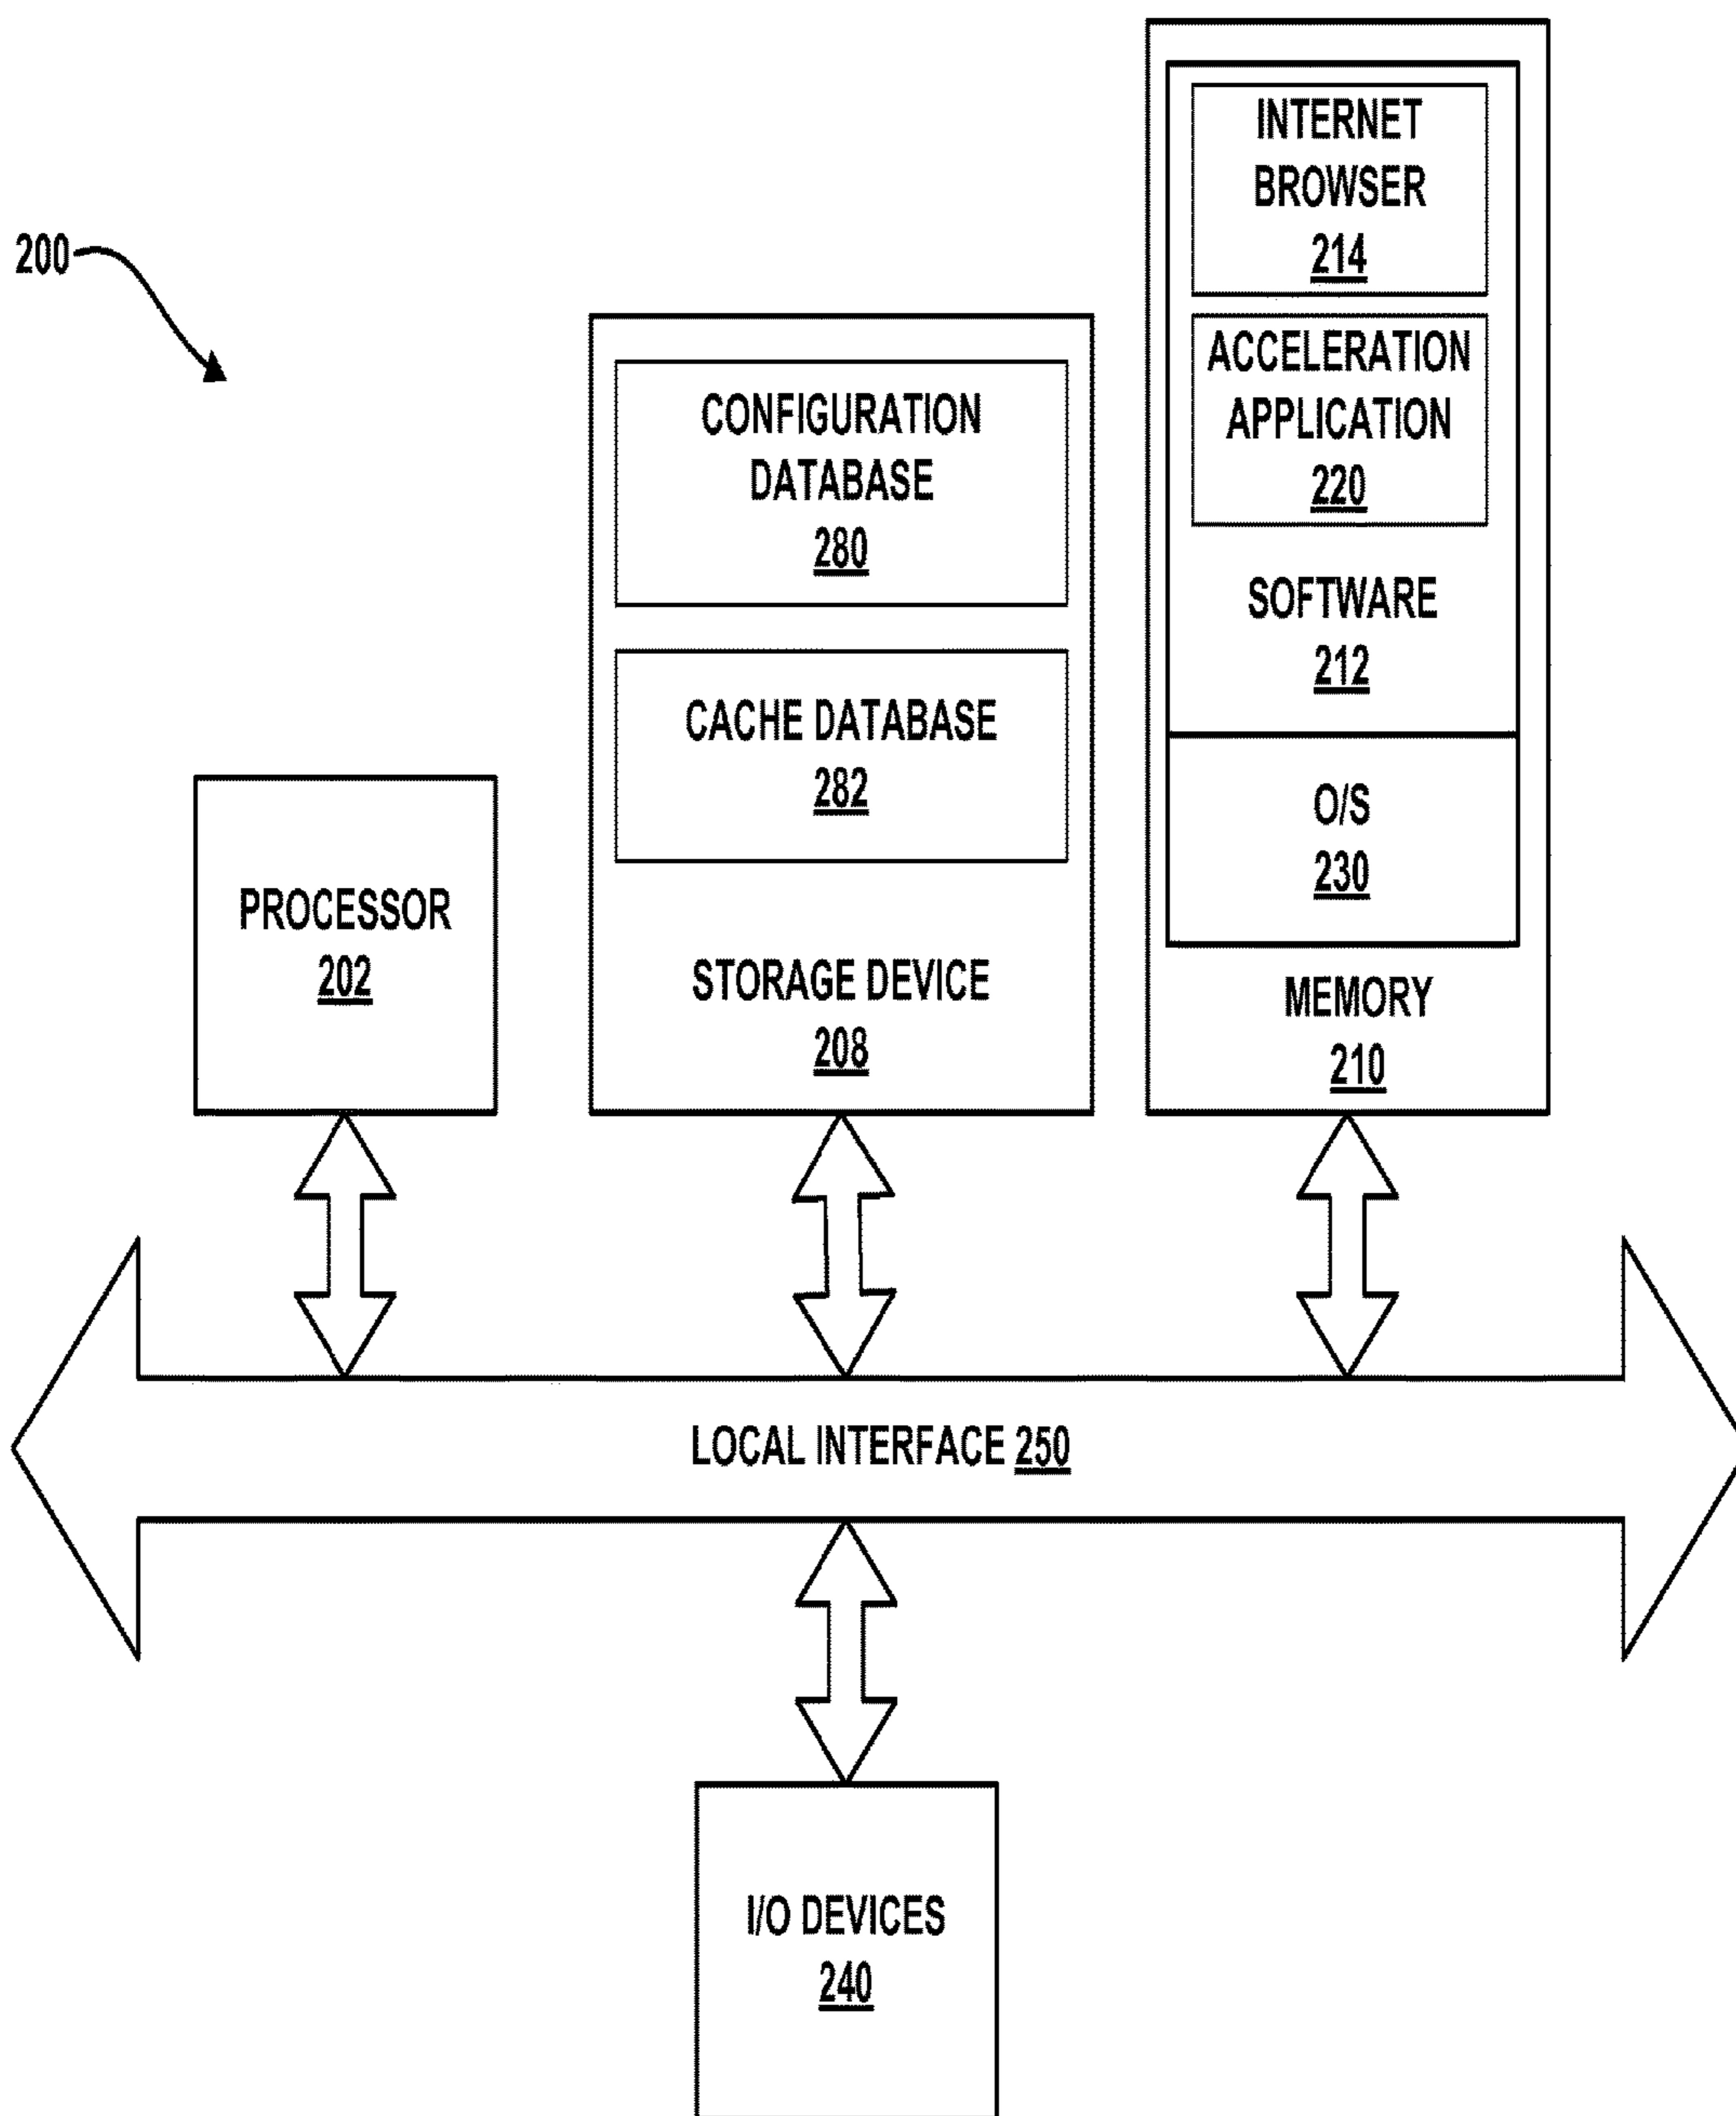 200
INTERNET
BROWSER
214
ACCELERATION
APPLICATION
220
SOFTWARE
212
O/S
230
MEMORY
210
CONFIGURATION
DATABASE
280
CACHE DATABASE
282
STORAGE DEVICE
208
PROCESSOR
202
LOCAL INTERFACE 250
I/O DEVICES
240